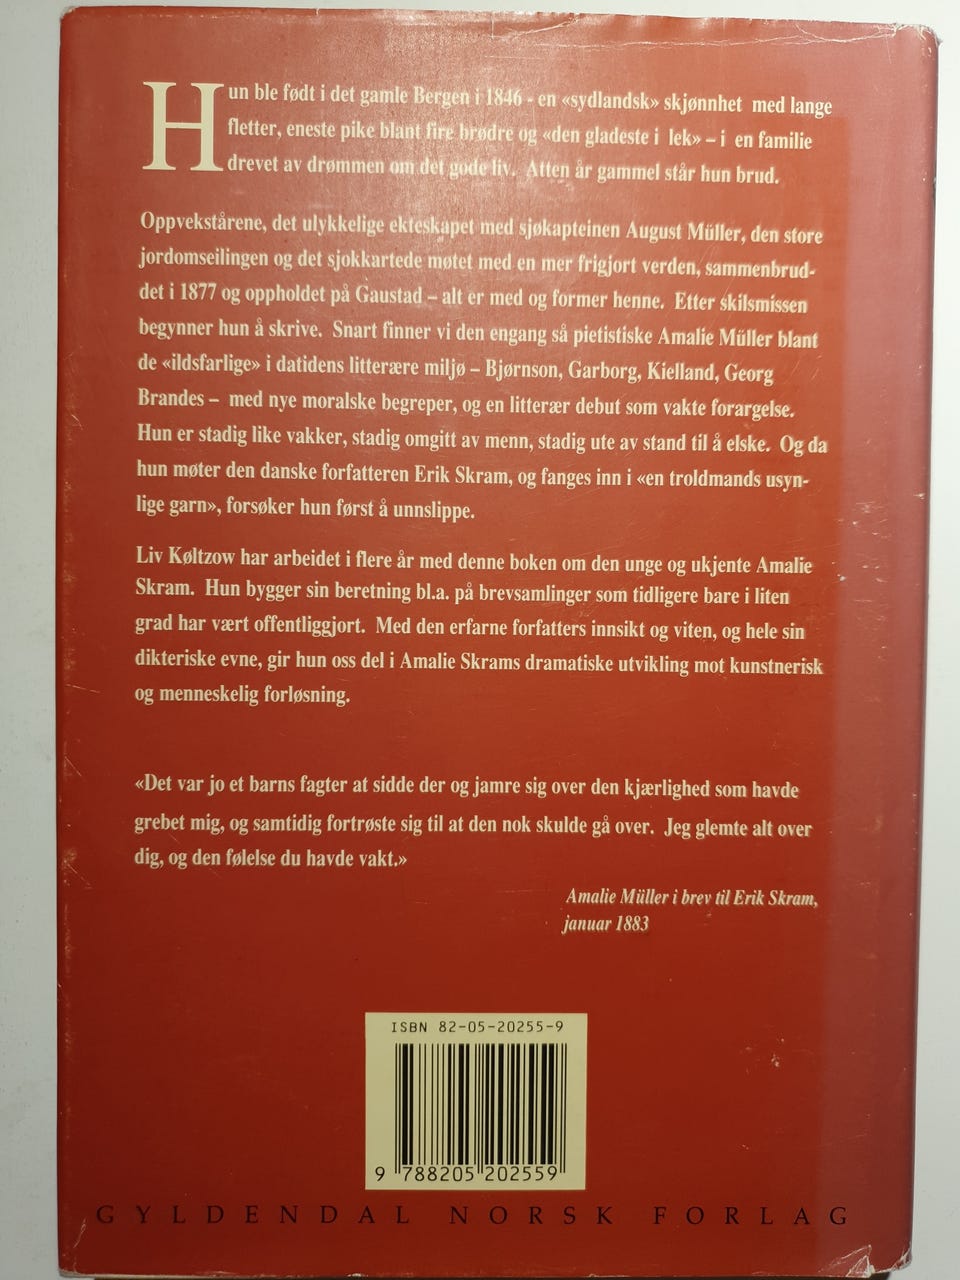 Hun ble født i det gamle Bergen i 1846 - en «sydlandsk» skjønnhet med lange
fletter, eneste pike blant fire brødre og «den gladeste i lek» – i en familie
drevet av drømmen om det gode liv. Atten år gammel står hun brud.
Oppvekstårene, det ulykkelige ekteskapet med sjøkapteinen August Müller, den store
jordomseilingen og det sjokkartede møtet med en mer frigjort verden, sammenbrud-
det i 1877 og oppholdet på Gaustad – alt er med og former henne. Etter skilsmissen
begynner hun å skrive. Snart finner vi den engang så pietistiske Amalie Müller blant
de «ildsfarlige» i datidens litterære miljø – Bjørnson, Garborg, Kielland, Georg
Brandes – med nye moralske begreper, og en litterær debut som vakte forargelse.
Hun er stadig like vakker, stadig omgitt av menn, stadig ute av stand til å elske. Og da
hun møter den danske forfatteren Erik Skram, og fanges inn i «en troldmands usyn-
lige garn», forsøker hun først å unnslippe.
Liv Køltzow har arbeidet i flere år med denne boken om den unge og ukjente Amalie
Skram. Hun bygger sin beretning bl.a. på brevsamlinger som tidligere bare i liten
grad har vært offentliggjort. Med den erfarne forfatters innsikt og viten, og hele sin
dikteriske evne, gir hun oss del i Amalie Skrams dramatiske utvikling mot kunstnerisk
og menneskelig forløsning.
«Det var jo et barns fagter at sidde der og jamre sig over den kjærlighed som havde
grebet mig, og samtidig fortrøste sig til at den nok skulde gå over. Jeg glemte alt over
dig, og den følelse du havde vakt.»
Amalie Müller i brev til Erik Skram,
januar 1883
ISBN 82-05-20255-9
9 788205 202559
GYLDENDAL NORSK FORLAG